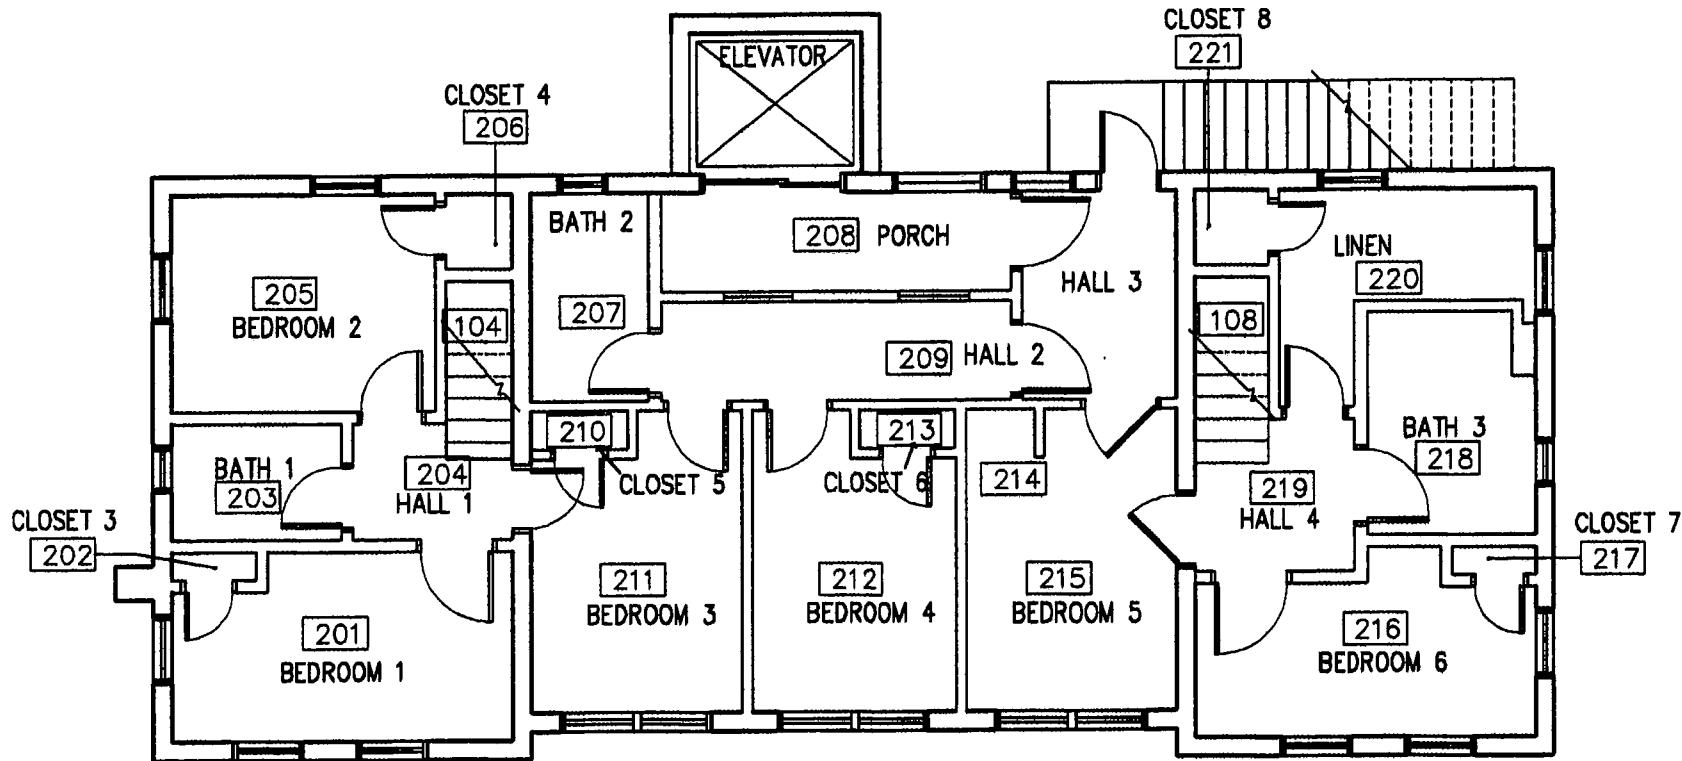 CLOSET 8
221
ELEVATOR
CLOSET 4
206
BATH 2
208 PORCH
LINEN
220
HALL 3
205
BEDROOM 2
104
207
108
209 HALL 2
210
213
BATH 3
218
BATH 1
203
204
HALL 1
CLOSET 5
CLOSET 6
214
219
HALL 4
CLOSET 3
202
CLOSET 7
217
211
BEDROOM 3
212
BEDROOM 4
215
BEDROOM 5
201
BEDROOM 1
216
BEDROOM 6